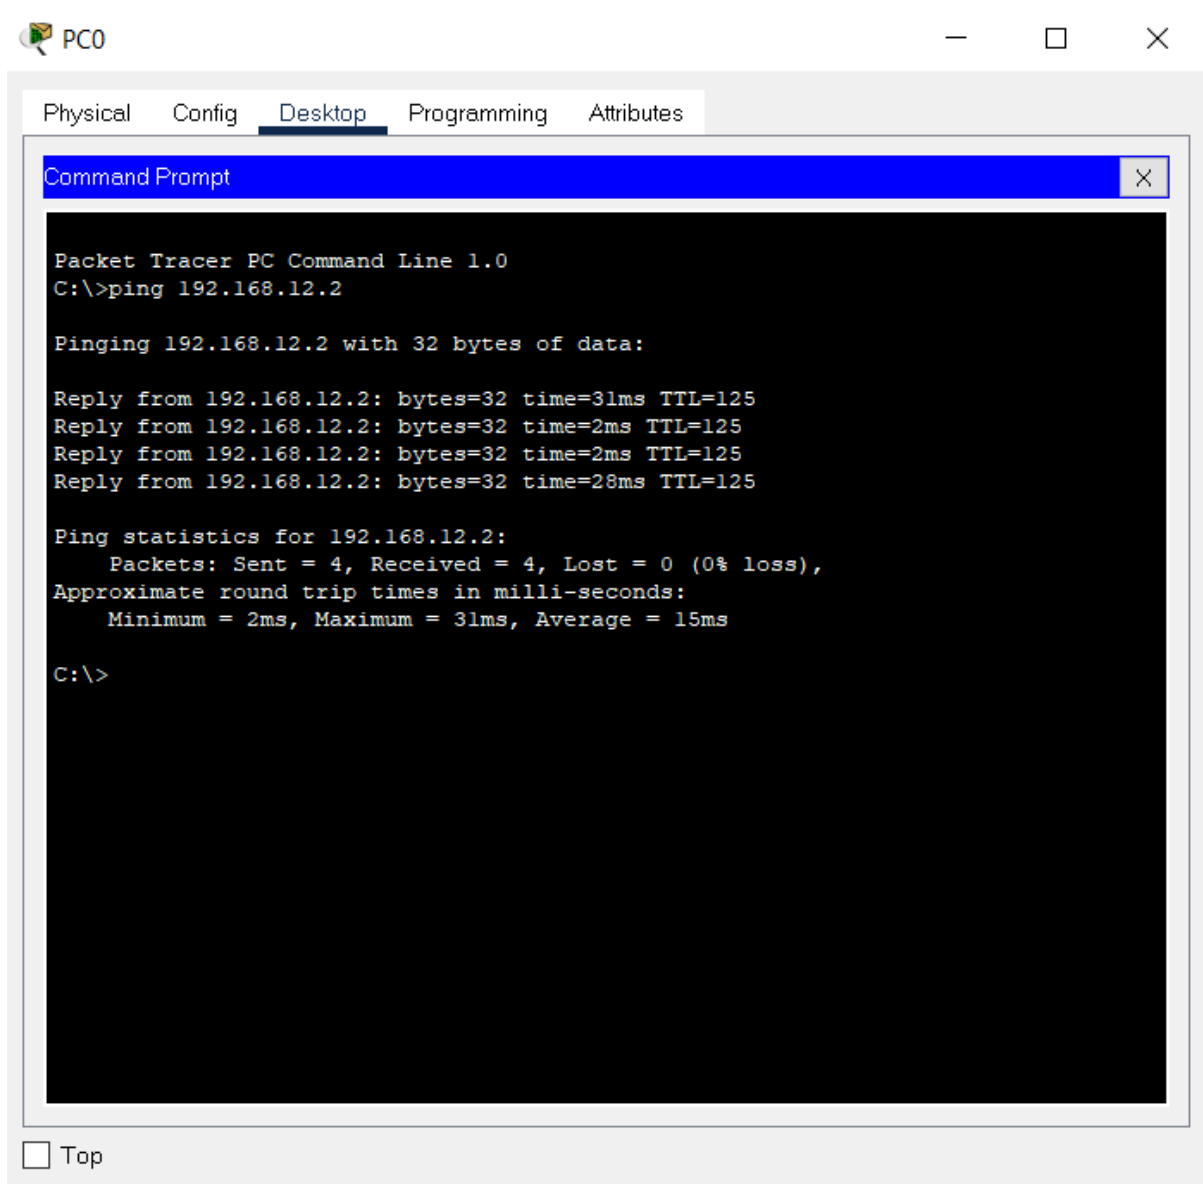 PC0
Physical Config Desktop Programming Attributes
Command Prompt
X
Packet Tracer PC Command Line 1.0
C:\>ping 192.168.12.2
Pinging 192.168.12.2 with 32 bytes of data:
Reply from 192.168.12.2: bytes=32 time=31ms TTL=125
Reply from 192.168.12.2: bytes=32 time=2ms TTL=125
Reply from 192.168.12.2: bytes=32 time=2ms TTL=125
Reply from 192.168.12.2: bytes=32 time=28ms TTL=125
Ping statistics for 192.168.12.2:
Packets: Sent = 4, Received = 4, Lost = 0 (0% loss),
Approximate round trip times in milli-seconds:
Minimum = 2ms, Maximum = 31ms, Average = 15ms
C:\>
Top